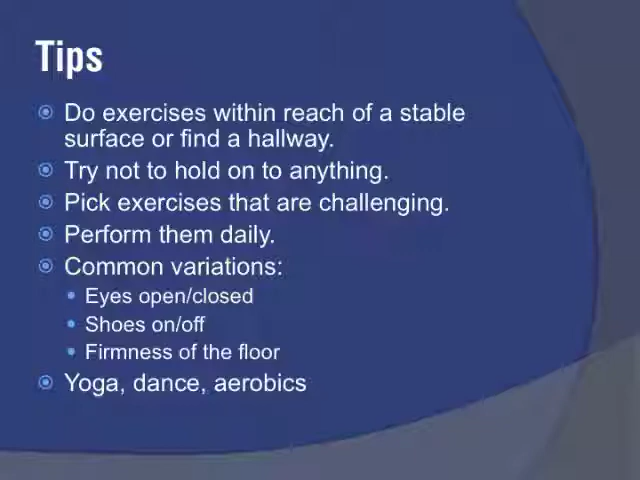 Tips
Do exercises within reach of a stable
surface or find a hallway.
Try not to hold on to anything.
Pick exercises that are challenging.
Perform them daily.
Common variations:
Eyes open/closed
Shoes on/off
Firmness of the floor
Yoga, dance, aerobics